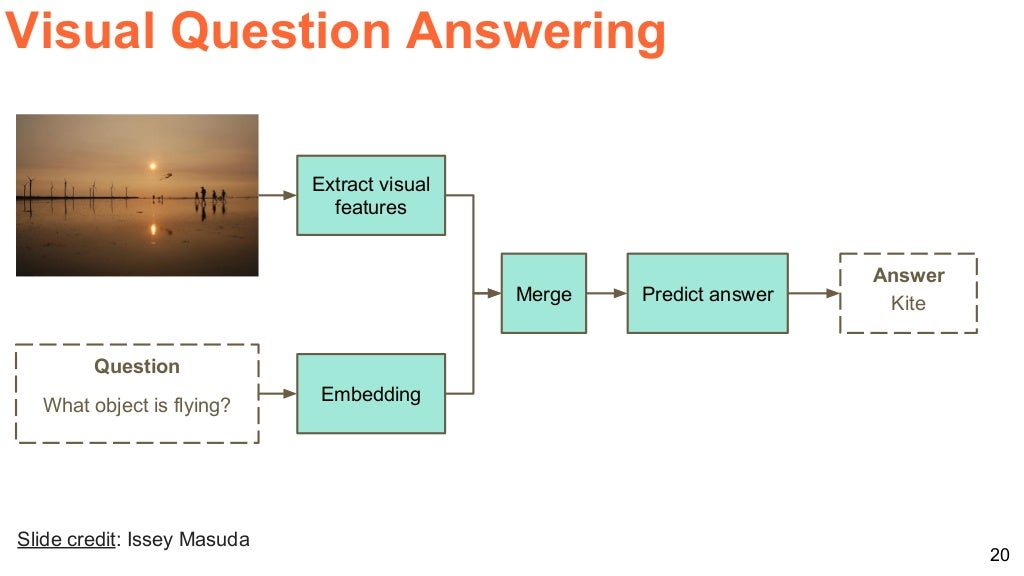 Visual Question Answering
Extract visual
features
Merge
Predict answer
Answer
Kite
Question
What object is flying?
Embedding
Slide credit: Issey Masuda
20